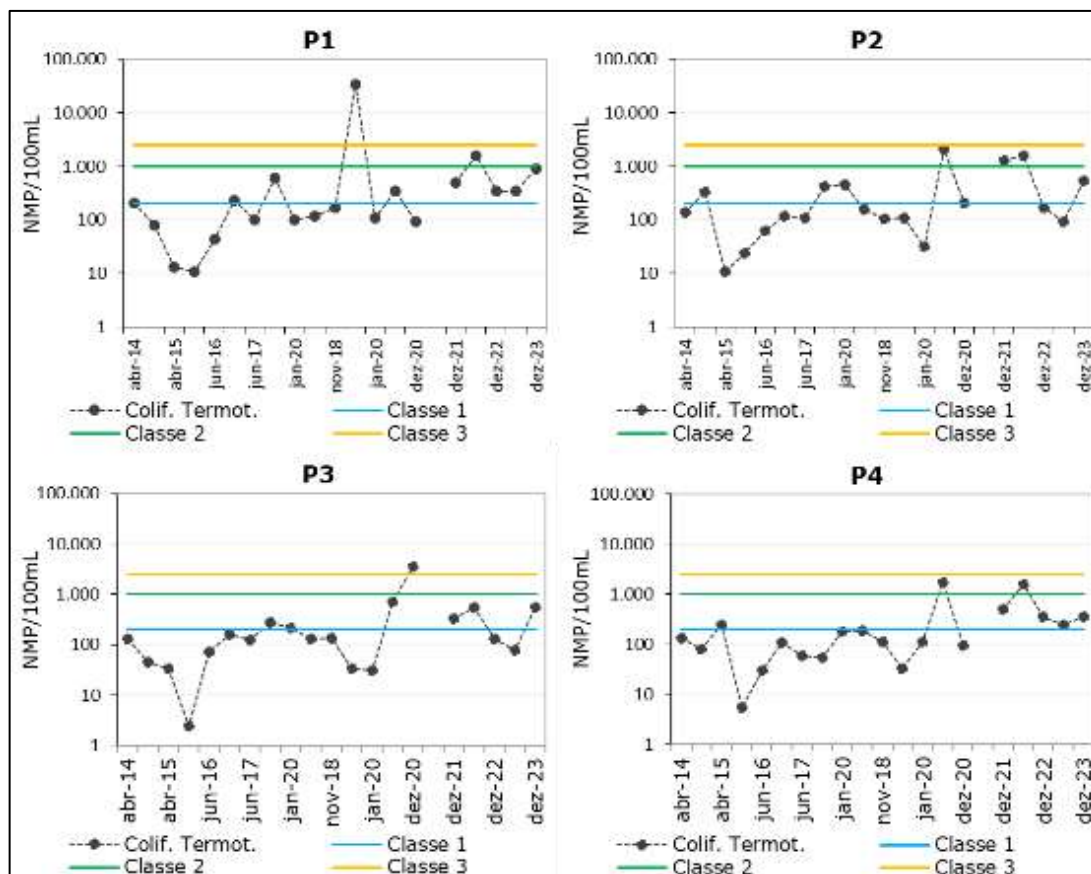 P1
NMP/100mL
100.000
10.000
1.000
100
10
1
abr-14
abr-15
jun-16
jun-17
jan-20
nov-18
jan-20
dez-20
dez-21
dez-22
dez-23
Colif. Termot.
Classe 1
Classe 2
Classe 3
P2
NMP/100mL
100.000
10.000
1.000
100
10
1
abr-14
abr-15
jun-16
jun-17
jan-20
nov-18
jan-20
dez-20
dez-21
dez-22
dez-23
Colif. Termot.
Classe 1
Classe 2
Classe 3
P3
NMP/100mL
100.000
10.000
1.000
100
10
1
abr-14
abr-15
jun-16
jun-17
jan-20
nov-18
jan-20
dez-20
dez-21
dez-22
dez-23
Colif. Termot.
Classe 1
Classe 2
Classe 3
P4
NMP/100mL
100.000
10.000
1.000
100
10
1
abr-14
abr-15
jun-16
jun-17
jan-20
nov-18
jan-20
dez-20
dez-21
dez-22
dez-23
Colif. Termot.
Classe 1
Classe 2
Classe 3